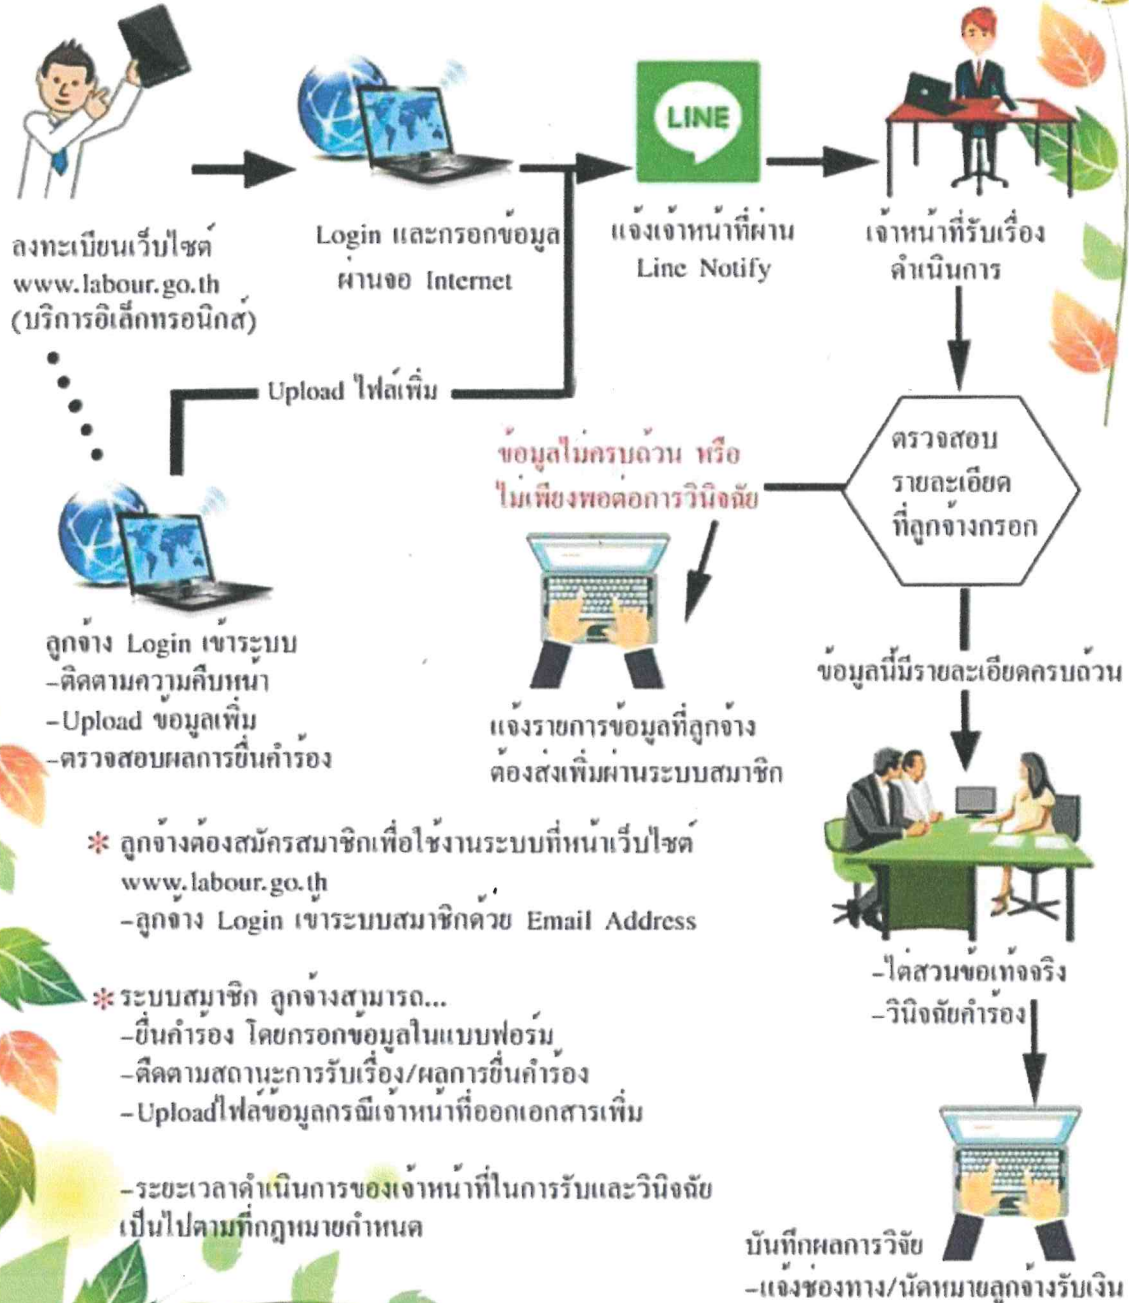 LINE
ลงทะเบียนเว็บไซต์
www.labour.go.th
(บริการอิเล็กทรอนิกส์)
Login และกรอกข้อมูล
ผ่านจอ Internet
แจ้งเจ้าหน้าที่ผ่าน
Line Notify
เจ้าหน้าที่รับเรื่อง
ดำเนินการ
Upload ไฟล์เพิ่ม
ข้อมูลไม่ครบถ้วน หรือ
ไม่เพียงพอต่อการวินิจฉัย
ตรวจสอบ
รายละเอียด
ที่ลูกจ้างกรอก
ลูกจ้าง Login เข้าระบบ
-ติดตามความคืบหน้า
-Upload ข้อมูลเพิ่ม
-ตรวจสอบผลการยื่นคำร้อง
แจ้งรายการข้อมูลที่ลูกจ้าง
ต้องส่งเพิ่มผ่านระบบสมาชิก
ข้อมูลนี้มีรายละเอียดครบถ้วน
-ไต่สวนข้อเท็จจริง
-วินิจฉัยคำร้อง
* ลูกจ้างต้องสมัครสมาชิกเพื่อใช้งานระบบที่หน้าเว็บไซต์
www.labour.go.th
-ลูกจ้าง Login เข้าระบบสมาชิกด้วย Email Address
* ระบบสมาชิก ลูกจ้างสามารถ...
-ยื่นคำร้อง โดยกรอกข้อมูลในแบบฟอร์ม
-ติดตามสถานะการรับเรื่อง/ผลการยื่นคำร้อง
-Uploadไฟล์ข้อมูลกรณีเจ้าหน้าที่ออกเอกสารเพิ่ม
-ระยะเวลาดำเนินการของเจ้าหน้าที่ในการรับและวินิจฉัย
เป็นไปตามที่กฎหมายกำหนด
บันทึกผลการวิจัย
-แจ้งช่องทาง/นัดหมายลูกจ้างรับเงิน